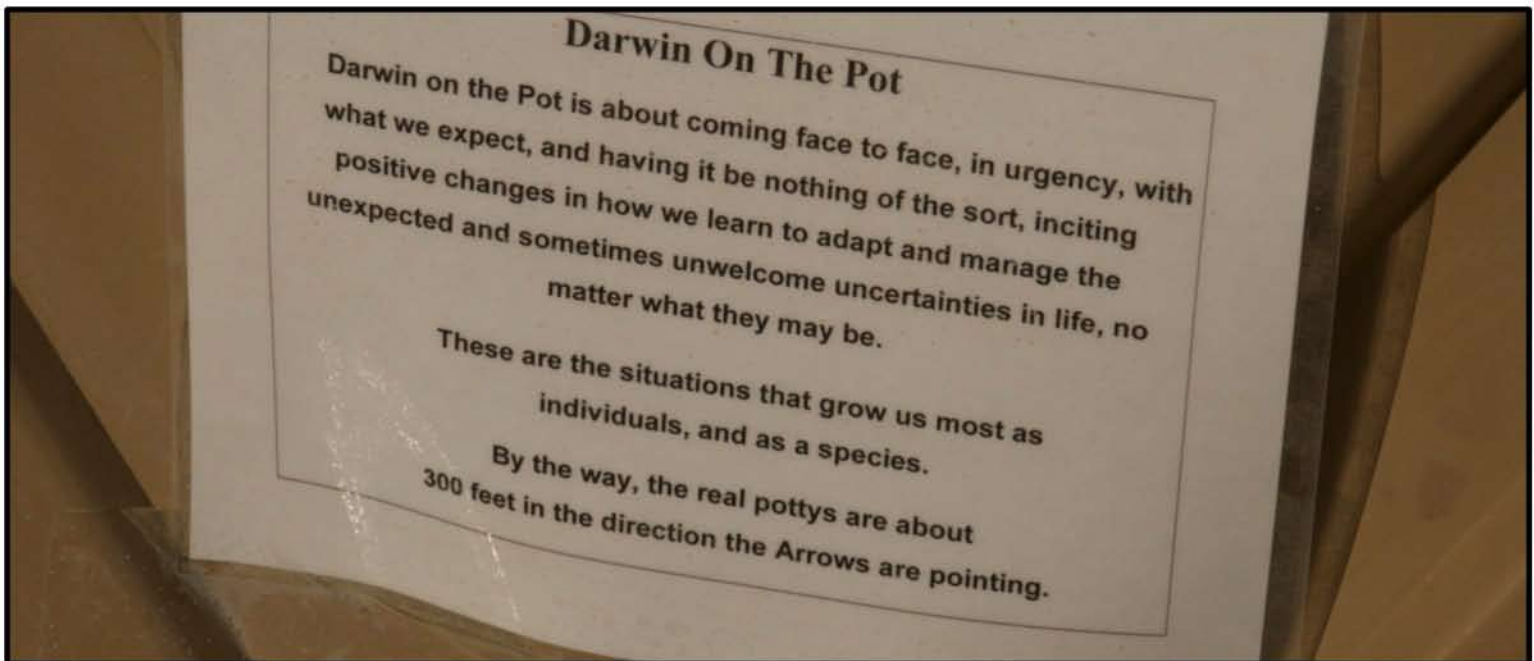 Darwin On The Pot
Darwin on the Pot is about coming face to face, in urgency, with
what we expect, and having it be nothing of the sort, inciting
positive changes in how we learn to adapt and manage the
unexpected and sometimes unwelcome uncertainties in life, no
matter what they may be.
These are the situations that grow us most as
individuals, and as a species.
By the way, the real pottys are about
300 feet in the direction the Arrows are pointing.